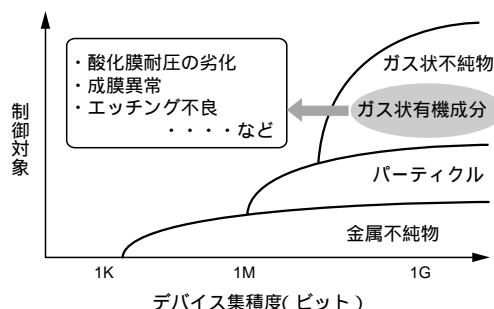 ・酸化膜耐圧の劣化
・成膜異常
・エッチング不良
・・・・など
ガス状不純物
ガス状有機成分
パーティクル
金属不純物
制御対象
1K 1M 1G
デバイス集積度(ビット)